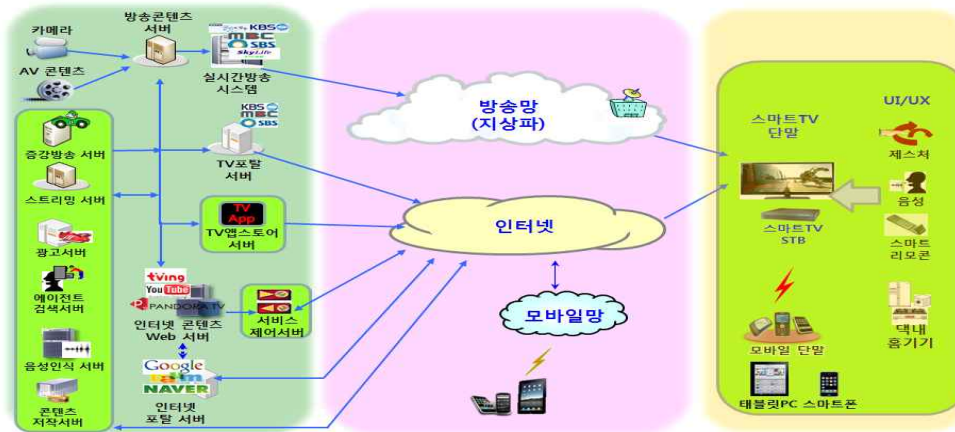 카메라
AV 콘텐츠
방송콘텐츠
서버
KBS
MBC
SBS
SkyLife
실시간방송
시스템
증강방송 서버
스트리밍 서버
광고서버
에이전트
검색서버
음성인식 서버
콘텐츠
저작서버
KBS
MBC
SBS
TV포탈
서버
TV
App
TV앱스토어
서버
tving
YouTube
PANDORA TV
인터넷 콘텐츠
Web 서버
서비스
제어서버
Google
NAVER
인터넷
포탈 서버
방송망
(지상파)
인터넷
모바일망
스마트TV
단말
UI/UX
제스처
음성
스마트
리모콘
스마트TV
STB
댁내
홈기기
모바일 단말
태블릿PC 스마트폰